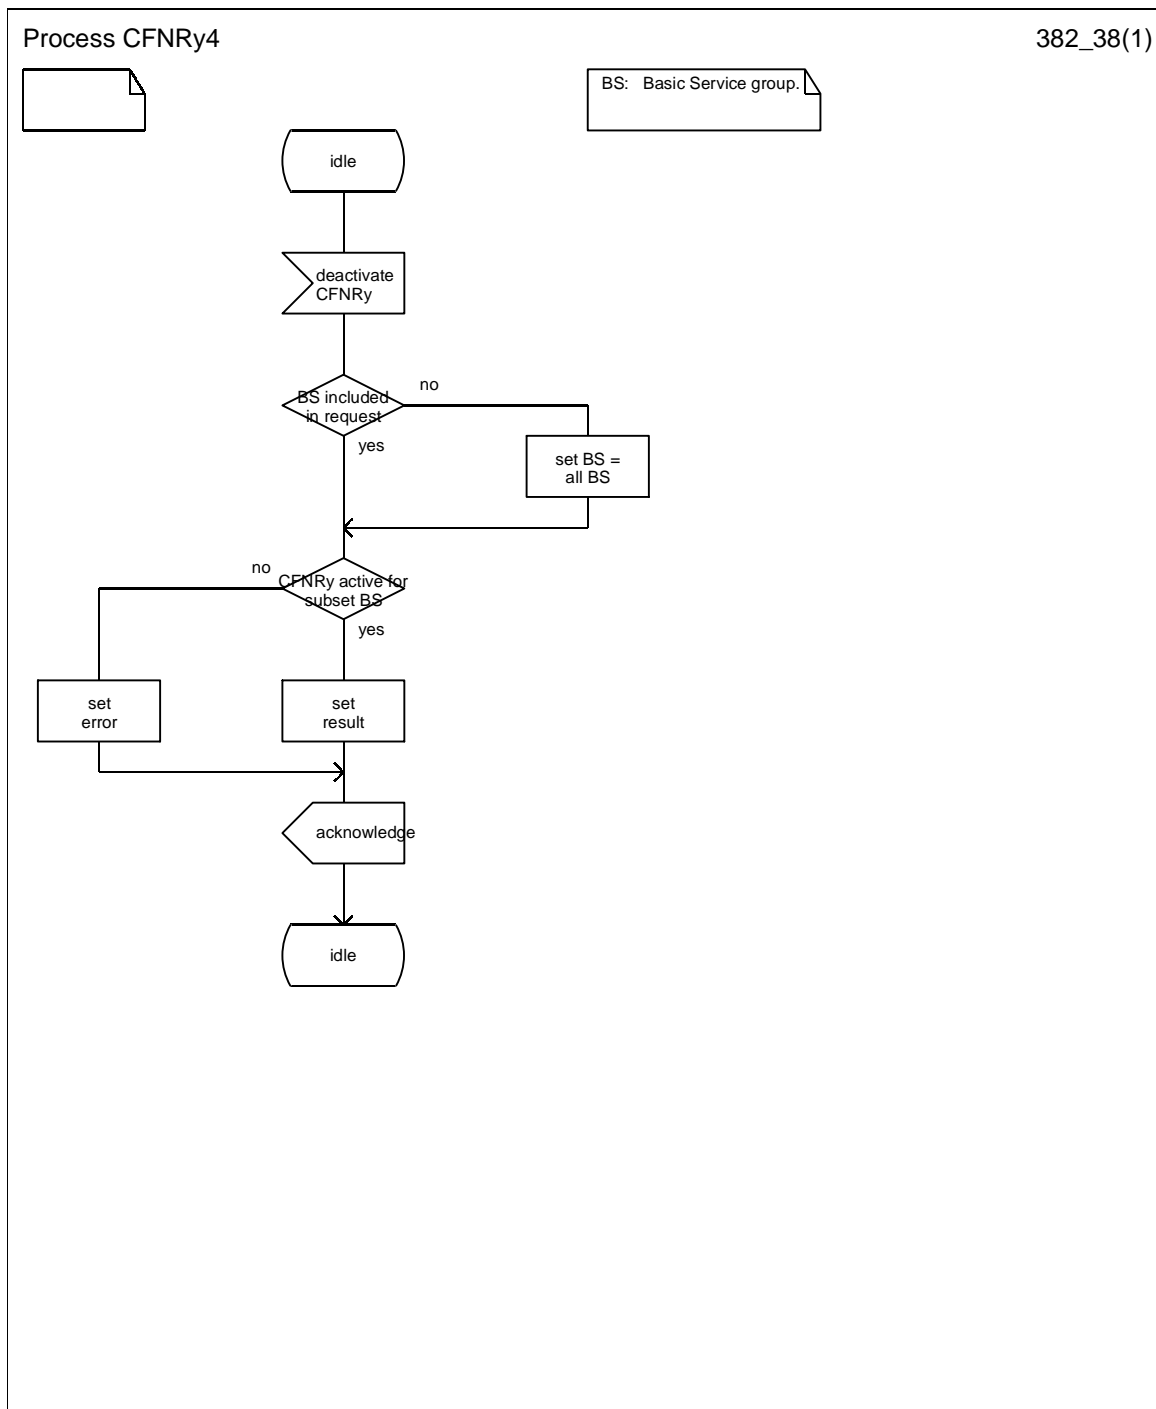 Process CFNRy4
382_38(1)
BS: Basic Service group.
idle
deactivate
CFNRy
BS included
in request
no
yes
set BS =
all BS
no
CFNRy active for
subset BS
yes
set
error
set
result
acknowledge
idle